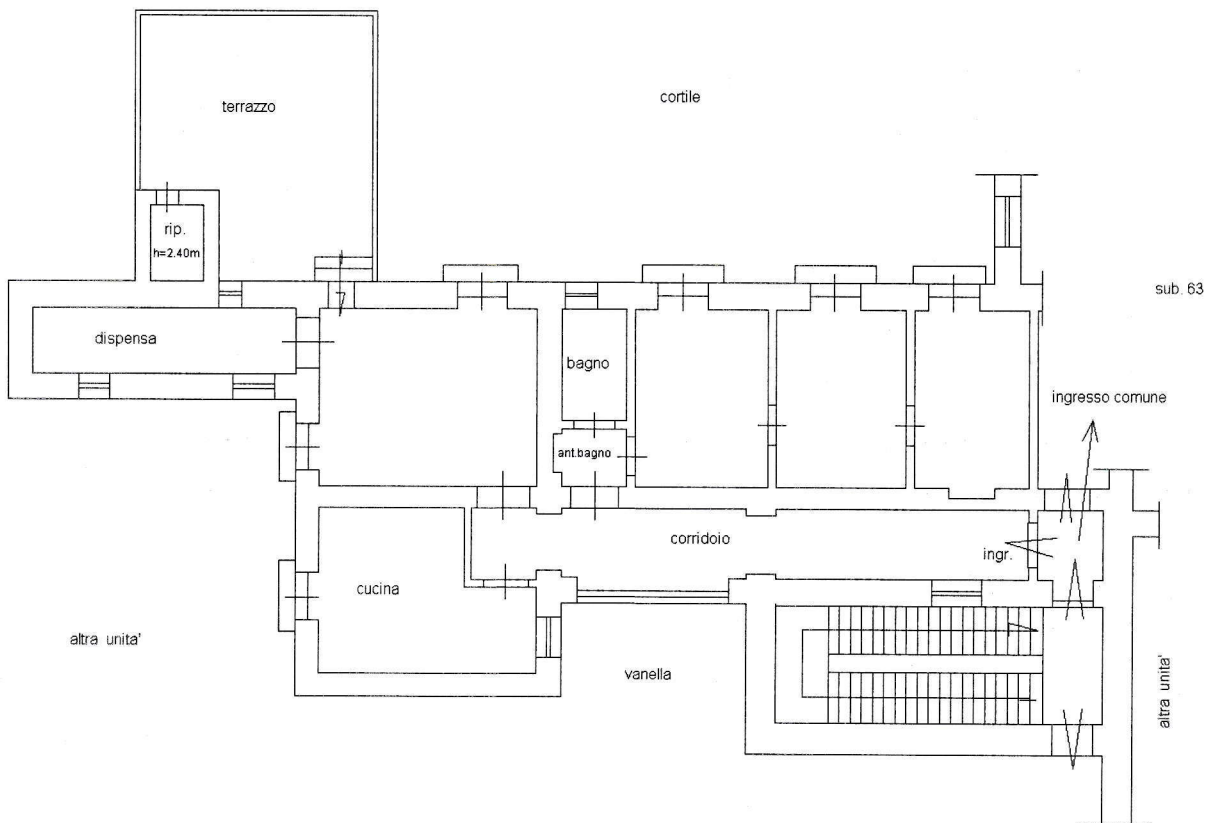 terrazzo
cortile
rip.
h=2.40m
sub. 63
dispensa
bagno
ingresso comune
ant.bagno
corridoio
ingr.
cucina
altra unita'
vanella
altra unita'